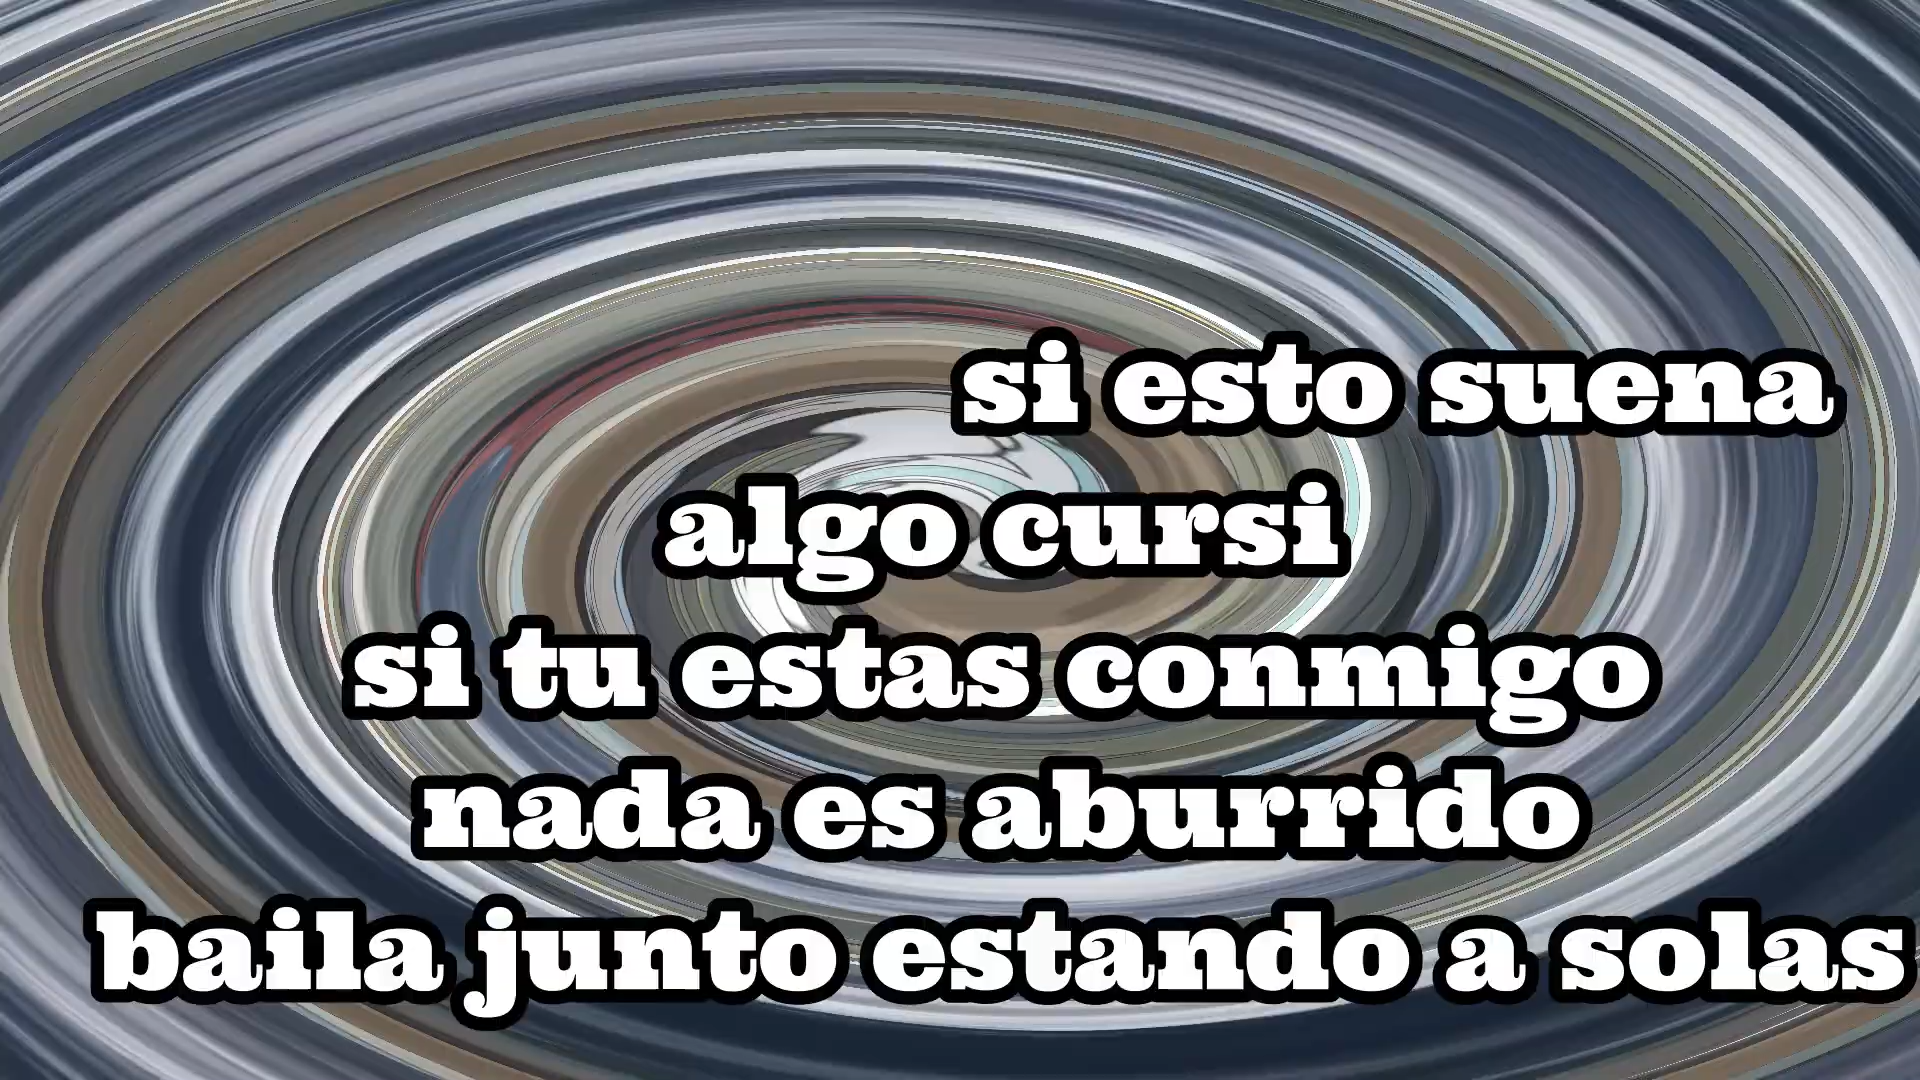 si esto suena
algo cursi
si tu estas conmigo
nada es aburrido
baila junto estando a solas